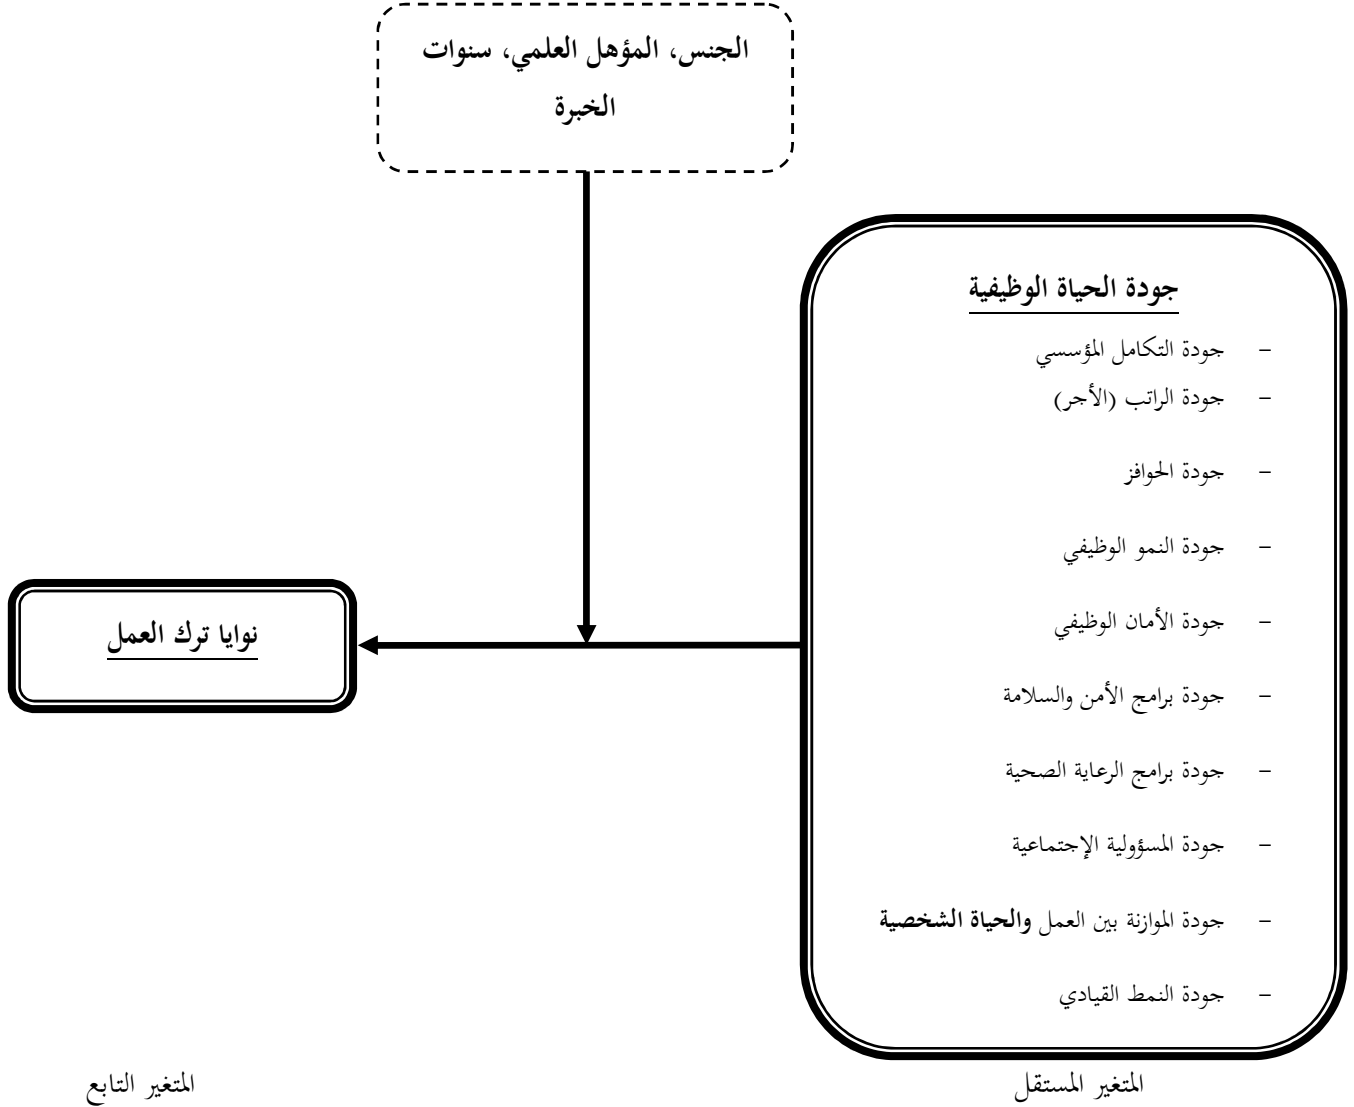 الجنس، المؤهل العلمي، سنوات
الخبرة
جودة الحياة الوظيفية
- جودة التكامل المؤسسي
- جودة الراتب (الأجر)
- جودة الحوافز
- جودة النمو الوظيفي
- جودة الأمان الوظيفي
- جودة برامج الأمن والسلامة
- جودة برامج الرعاية الصحية
- جودة المسؤولية الإجتماعية
- جودة الموازنة بين العمل والحياة الشخصية
- جودة النمط القيادي
نوايا ترك العمل
المتغير المستقل
المتغير التابع